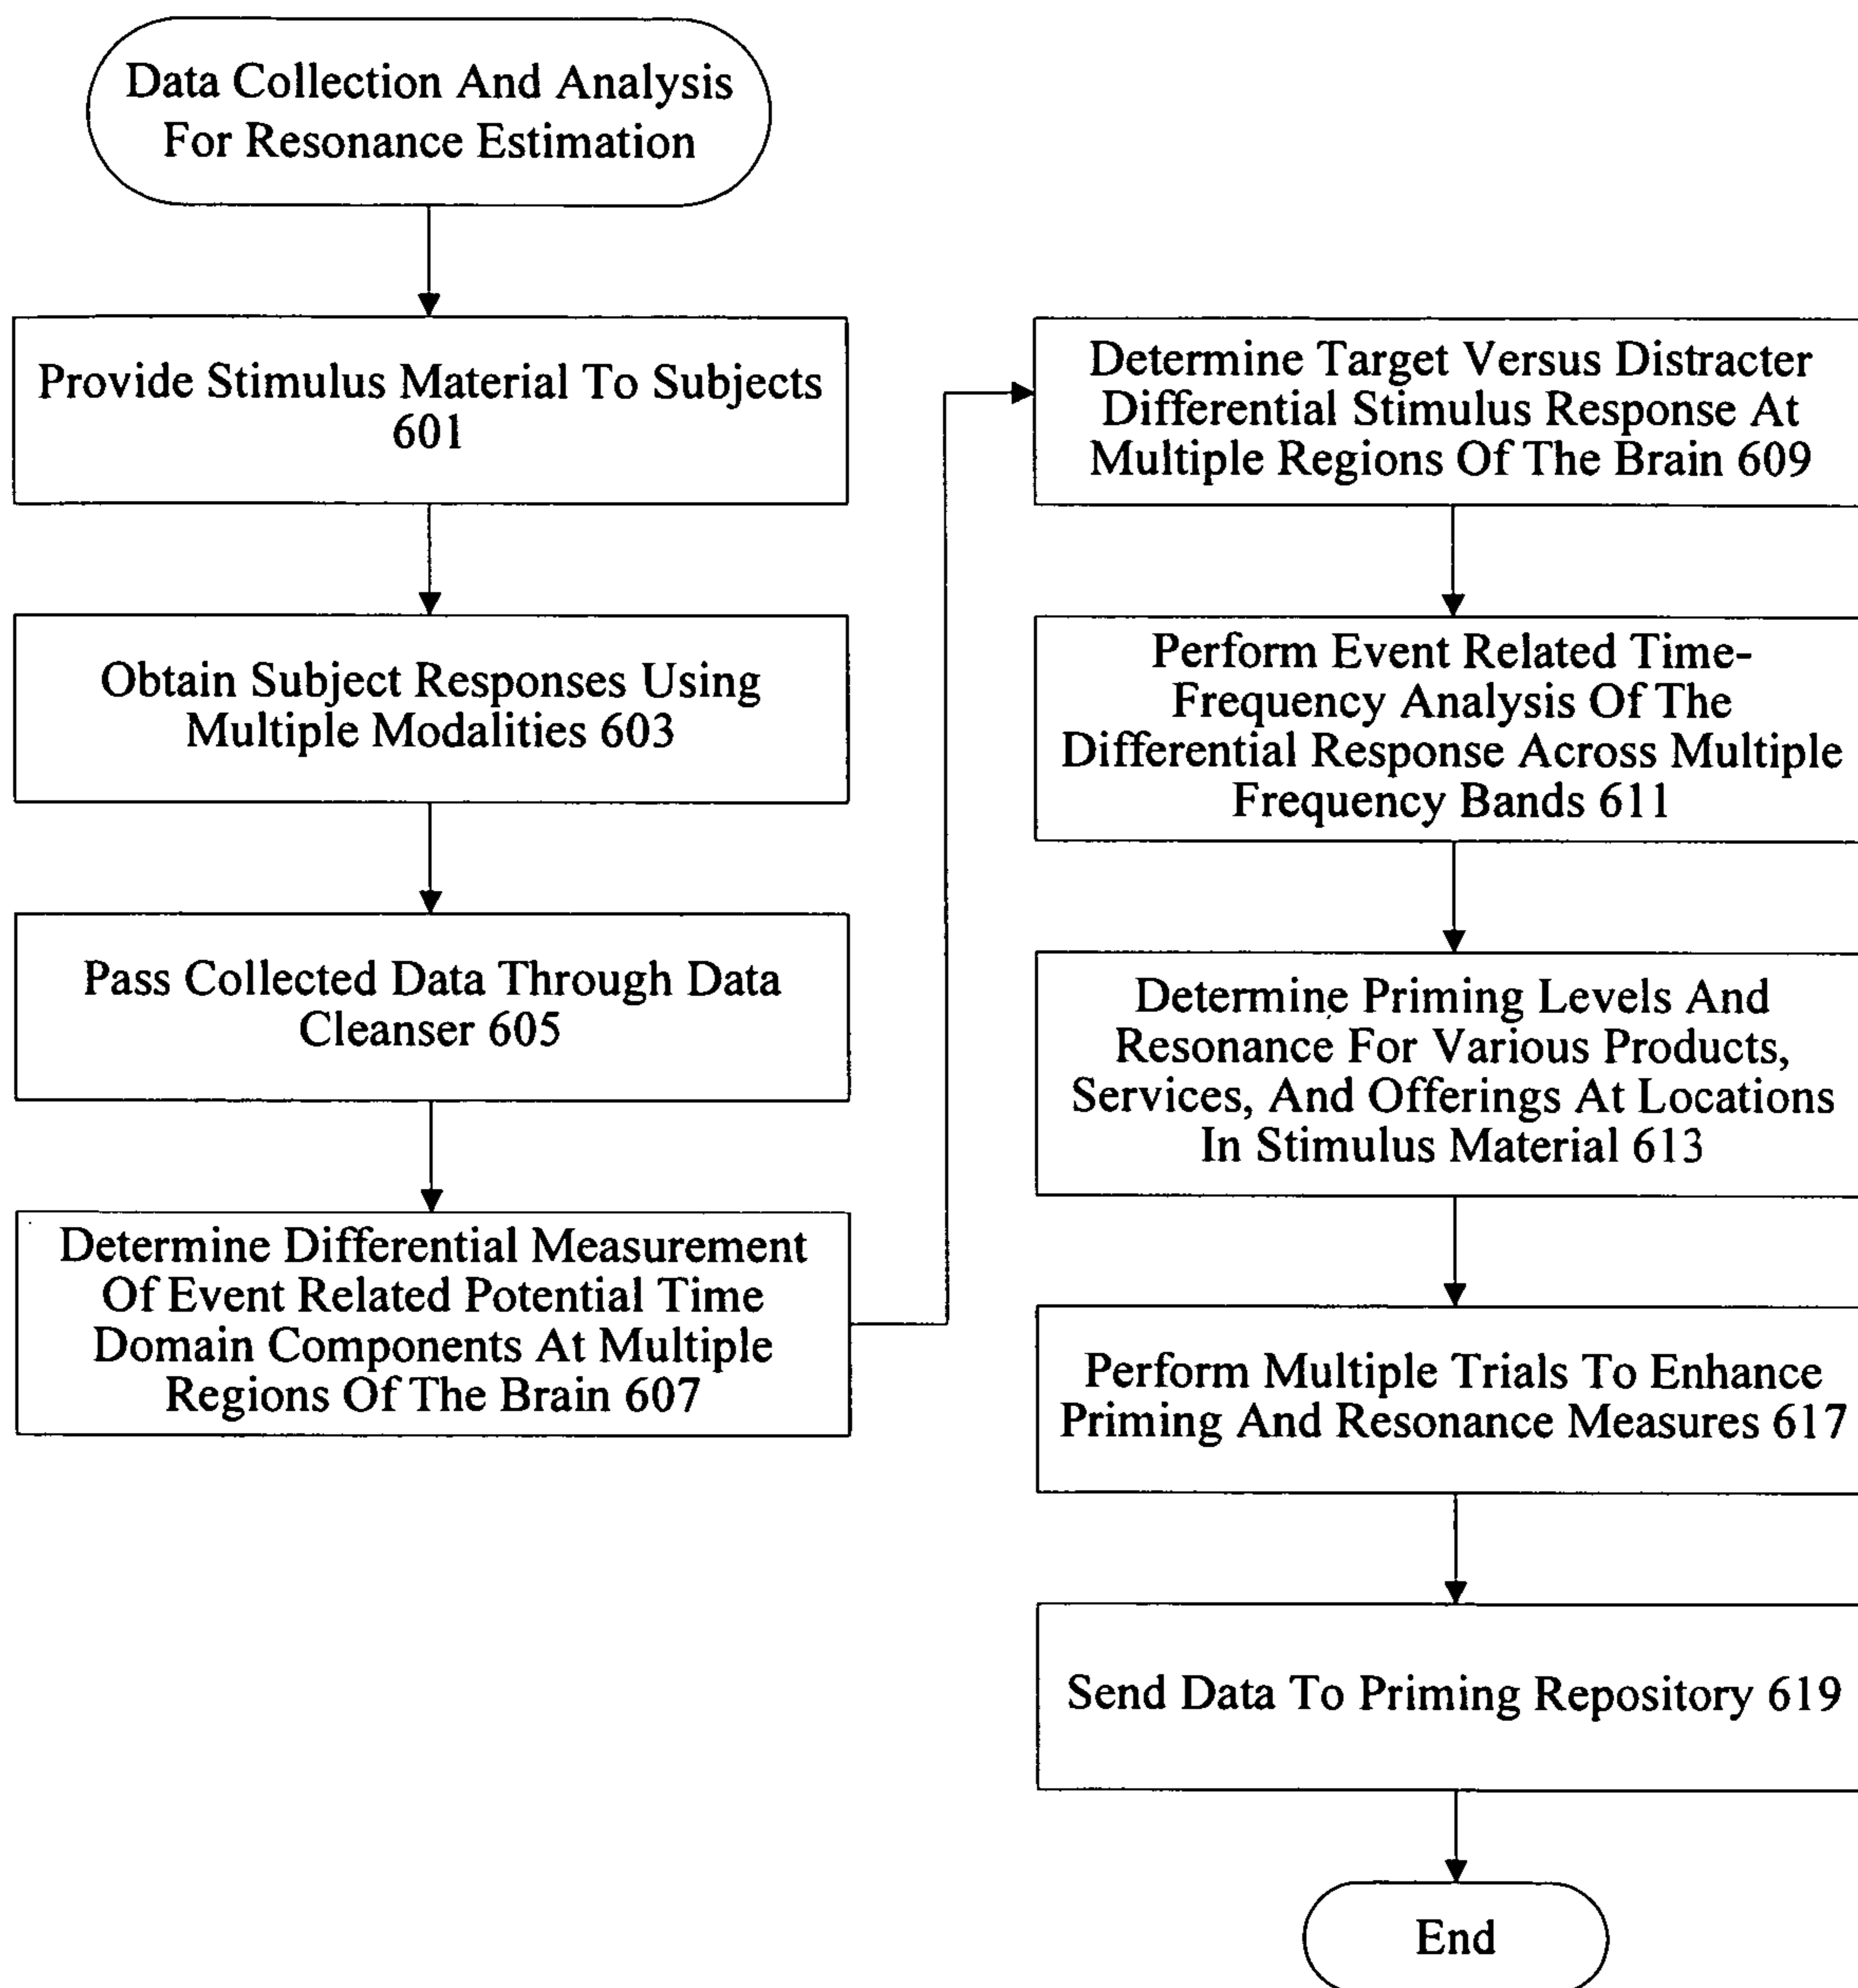 Data Collection And Analysis
For Resonance Estimation
Provide Stimulus Material To Subjects
601
Obtain Subject Responses Using
Multiple Modalities 603
Pass Collected Data Through Data
Cleanser 605
Determine Differential Measurement
Of Event Related Potential Time
Domain Components At Multiple
Regions Of The Brain 607
Determine Target Versus Distracter
Differential Stimulus Response At
Multiple Regions Of The Brain 609
Perform Event Related Time-
Frequency Analysis Of The
Differential Response Across Multiple
Frequency Bands 611
Determine Priming Levels And
Resonance For Various Products,
Services, And Offerings At Locations
In Stimulus Material 613
Perform Multiple Trials To Enhance
Priming And Resonance Measures 617
Send Data To Priming Repository 619
End